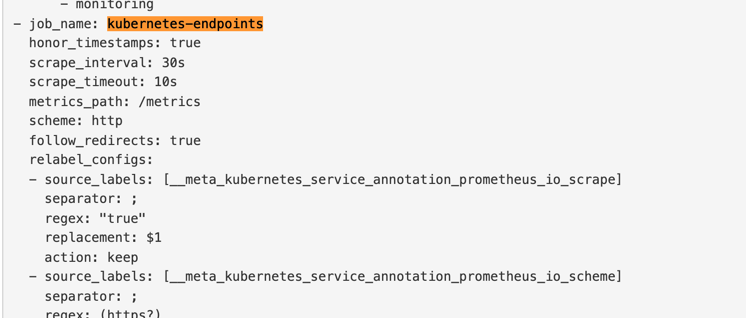 - monitoring
- job_name: kubernetes-endpoints
honor_timestamps: true
scrape_interval: 30s
scrape_timeout: 10s
metrics_path: /metrics
scheme: http
follow_redirects: true
relabel_configs:
- source_labels: [__meta_kubernetes_service_annotation_prometheus_io_scrape]
separator: ;
regex: "true"
replacement: $1
action: keep
- source_labels: [__meta_kubernetes_service_annotation_prometheus_io_scheme]
separator: ;
regex: (https?)